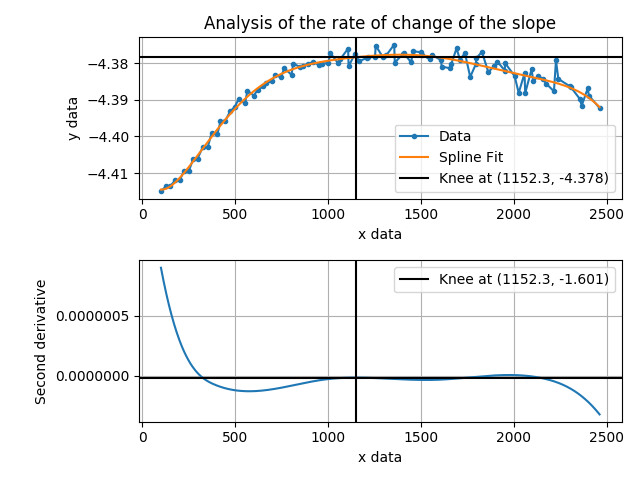 Analysis of the rate of change of the slope
y data
−4.38
−4.39
−4.40
−4.41
Data
Spline Fit
Knee at (1152.3, -4.378)
0 500 1000 1500 2000 2500
x data
Second derivative
0.0000005
0.0000000
Knee at (1152.3, -1.601)
0 500 1000 1500 2000 2500
x data